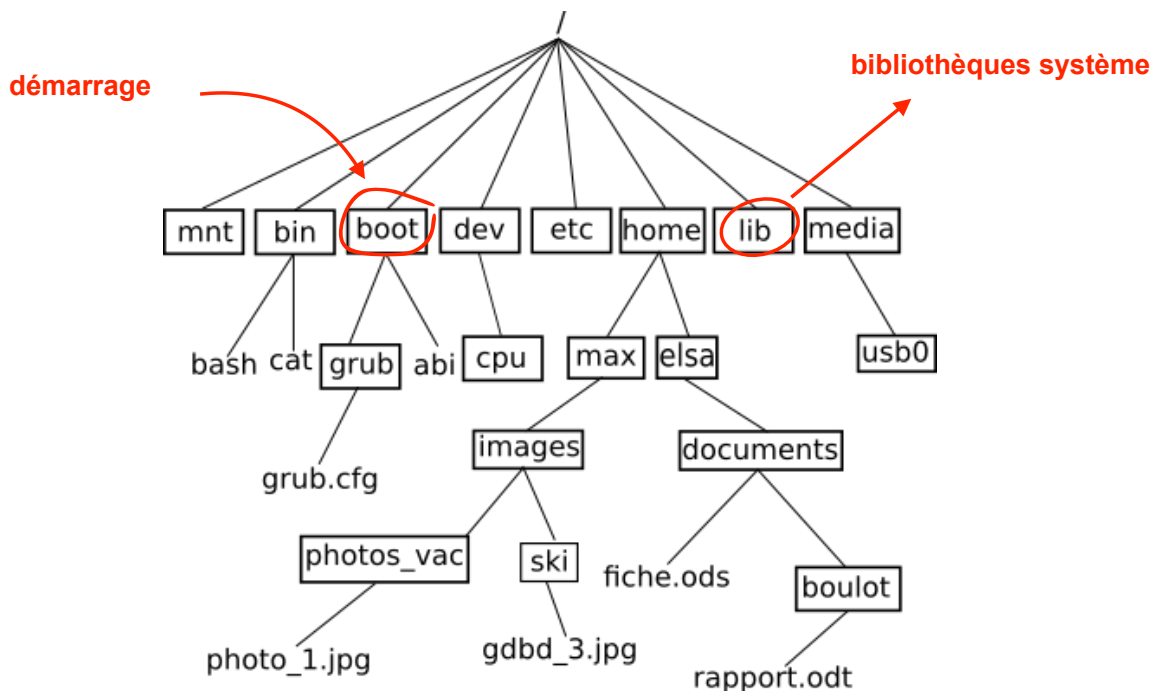 /
démarrage
bibliothèques système
mnt bin boot dev etc home lib media
bash cat grub abi cpu max elsa usb0
images documents
grub.cfg
photos_vac ski fiche.ods boulot
photo_1.jpg gdbd_3.jpg rapport.odt